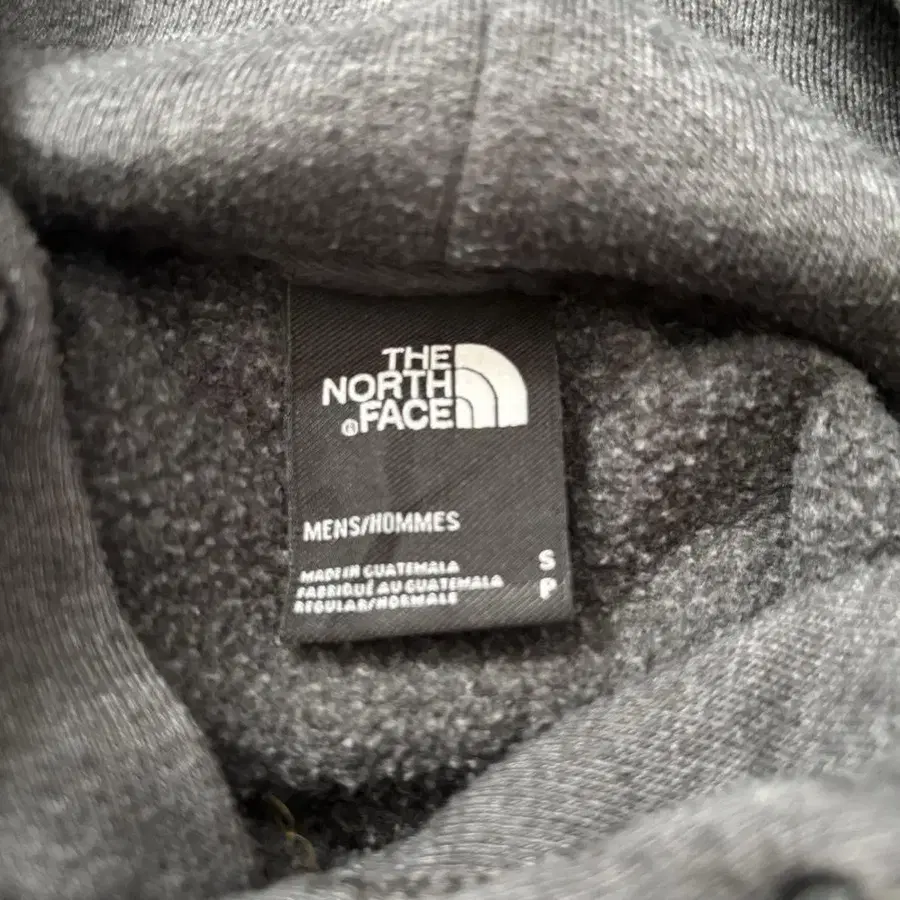 THE
NORTH
®FACE
MENS/HOMMES
MADE IN GUATEMALA
FABRIQUÉ AU GUATEMALA
REGULAR/NORMALE
S
P